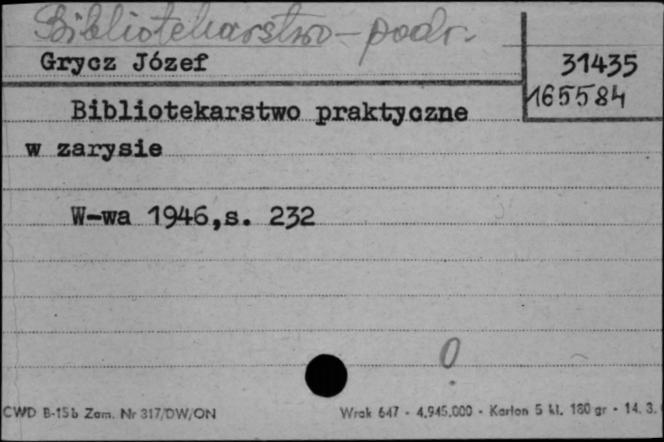 Bibliotekarstwo - podr.
Grycz Józef
31435
165584
Bibliotekarstwo praktyczne
w zarysie
W-wa 1946,s. 232
0
CWD B-15b Zam. Nr 317/DW/ON
Wrak 647 - 4.945.000 - Karton 5 kl. 180 gr - 14. 3.